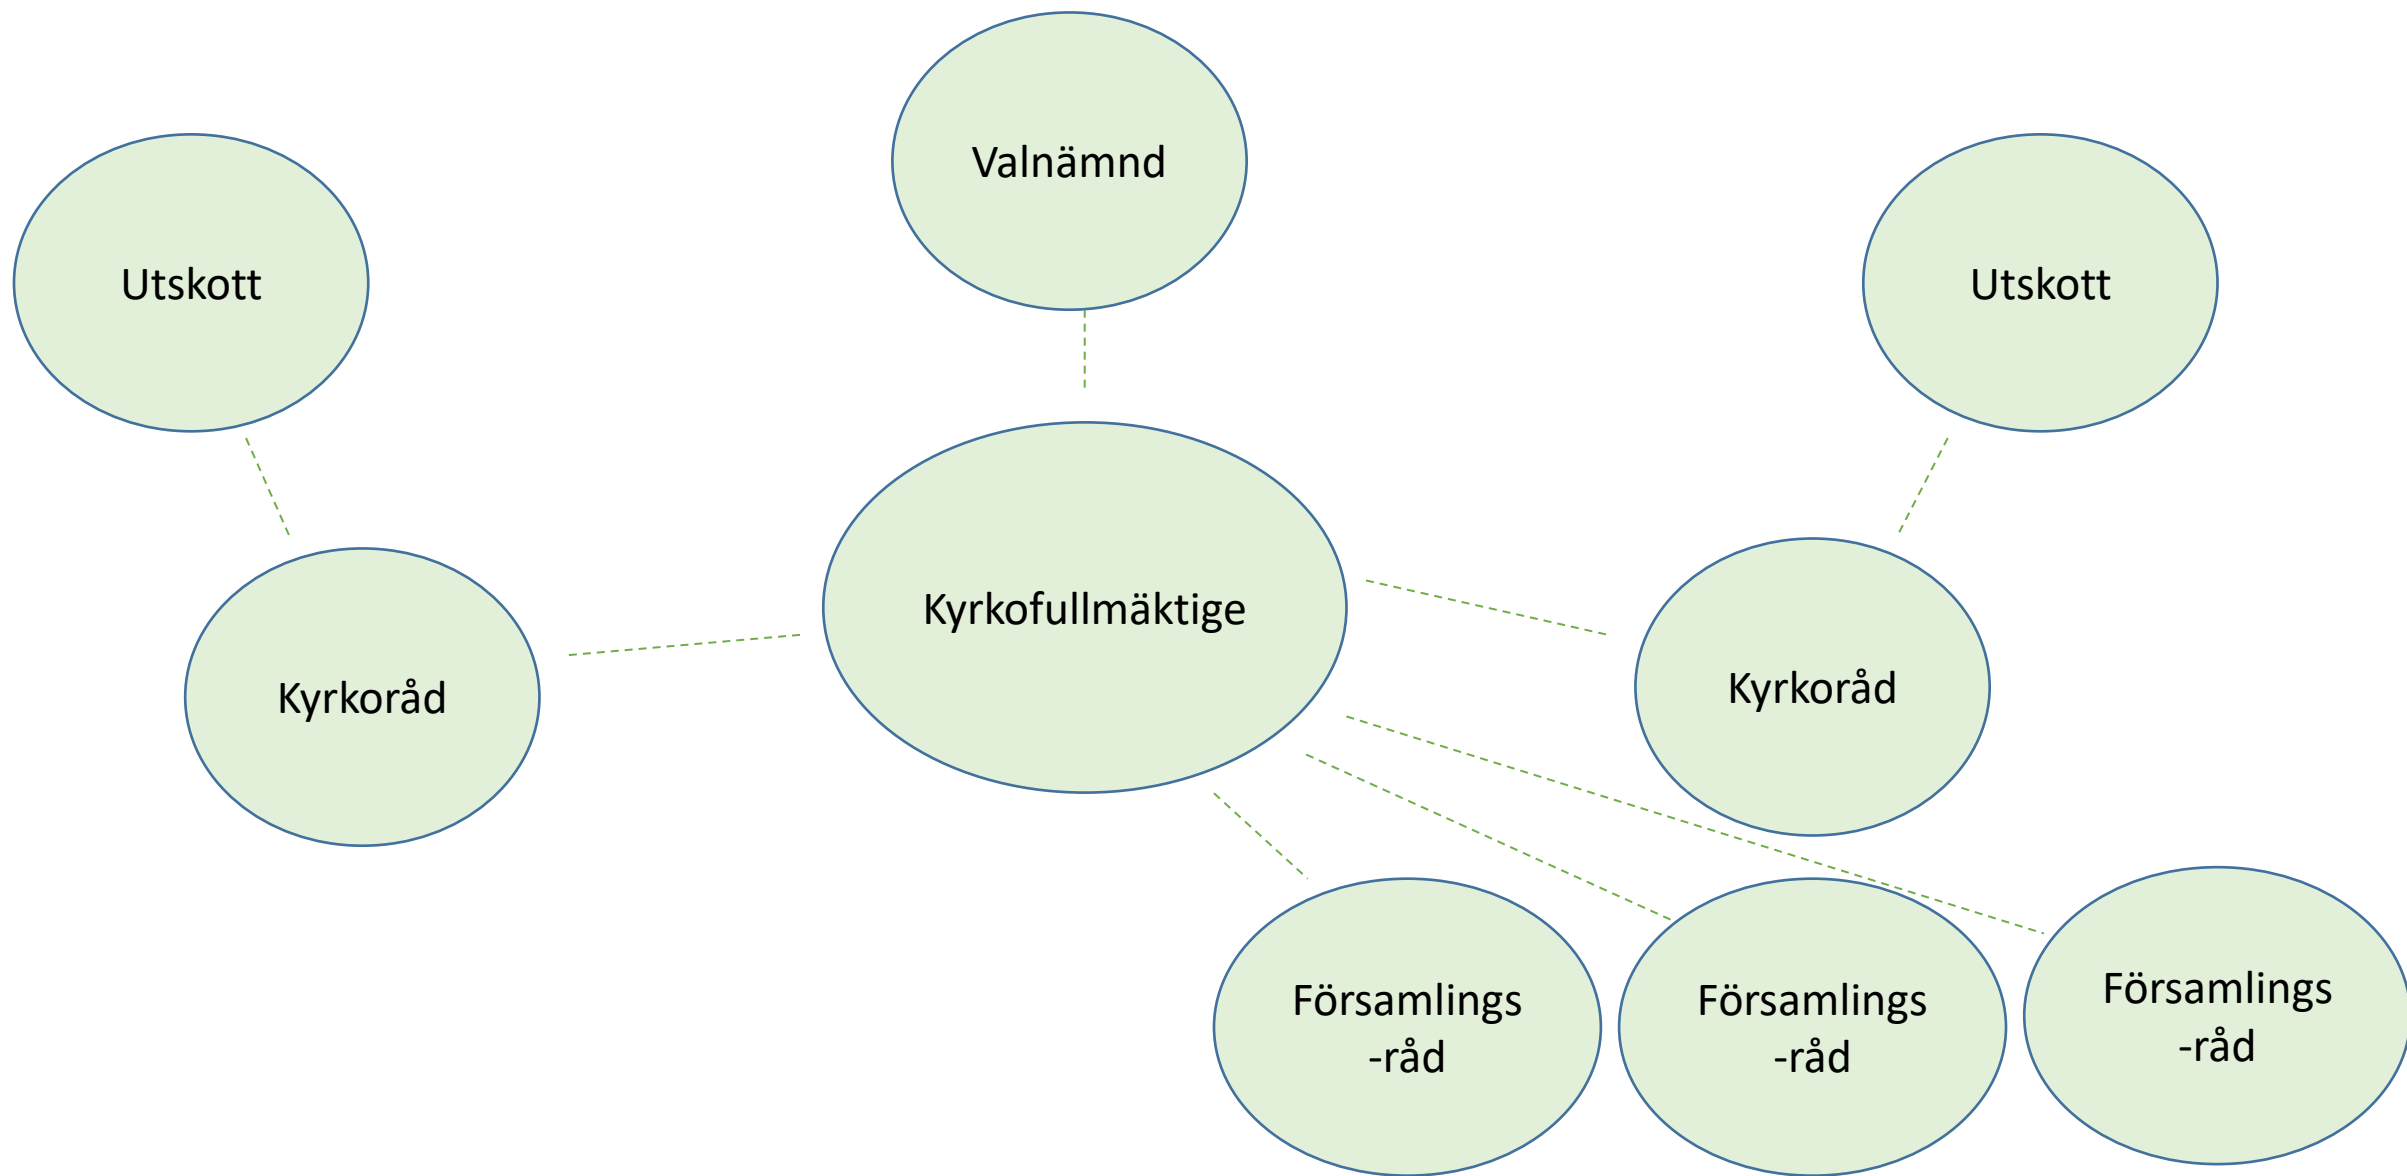 Valnämnd
Utskott
Utskott
Kyrkofullmäktige
Kyrkoråd
Kyrkoråd
Församlings
-råd
Församlings
-råd
Församlings
-råd